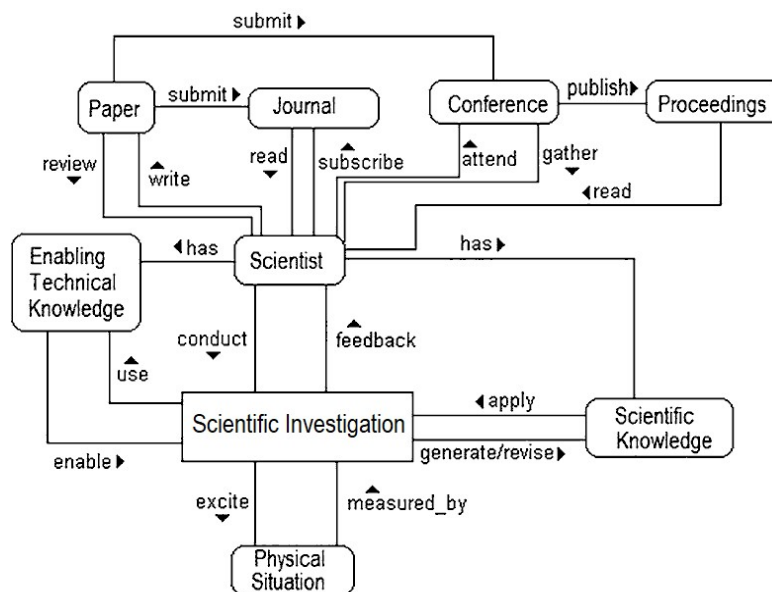 submit
Paper
submit
Journal
Conference
publish
Proceedings
review
write
read
subscribe
attend
gather
read
Enabling
Technical
Knowledge
has
Scientist
has
conduct
feedback
use
Scientific Investigation
apply
Scientific
Knowledge
enable
generate/revise
excite
measured_by
Physical
Situation